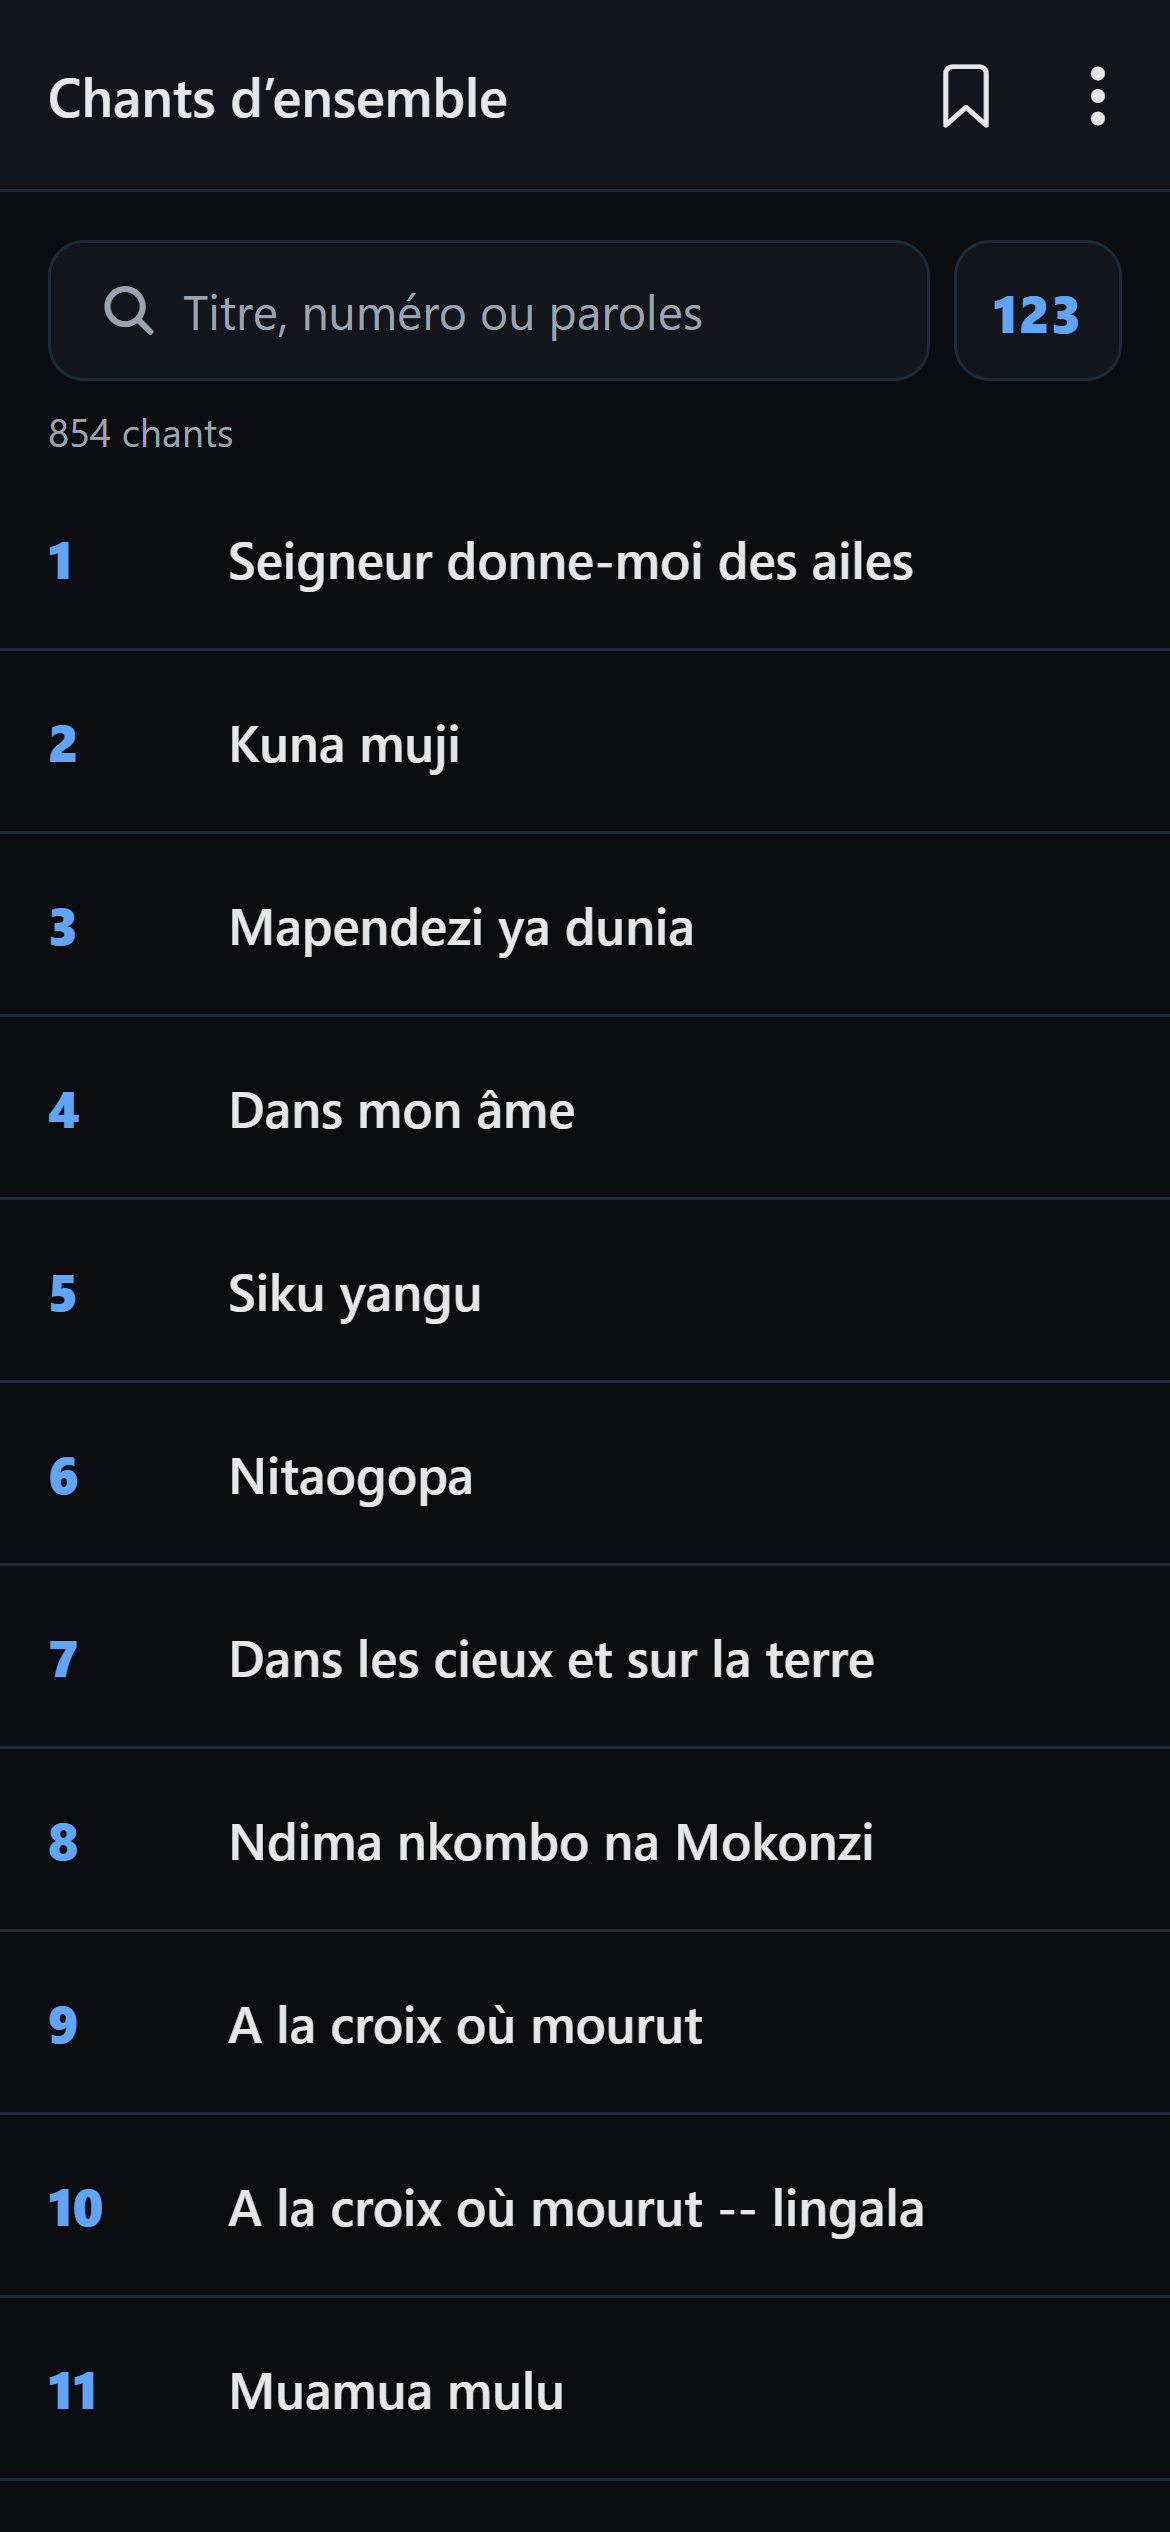 Chants d’ensemble
Titre, numéro ou paroles
123
854 chants
1 Seigneur donne-moi des ailes
2 Kuna muji
3 Mapendezi ya dunia
4 Dans mon âme
5 Siku yangu
6 Nitaogopa
7 Dans les cieux et sur la terre
8 Ndima nkombo na Mokonzi
9 A la croix où mourut
10 A la croix où mourut -- lingala
11 Muamua mulu